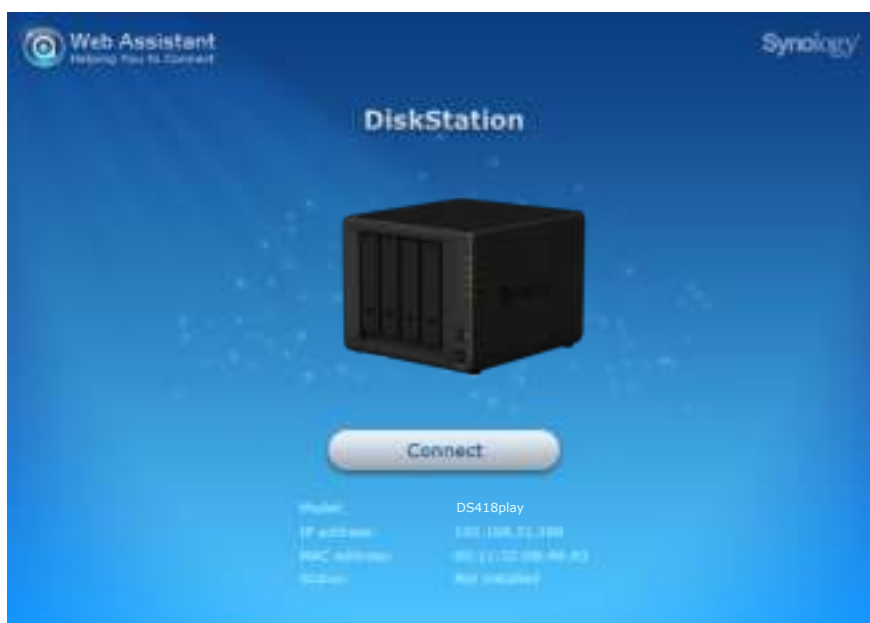 Web Assistant
Helping You to Connect
Synology
DiskStation
Connect
Model: DS418play
IP address:
MAC address:
Status: Not installed